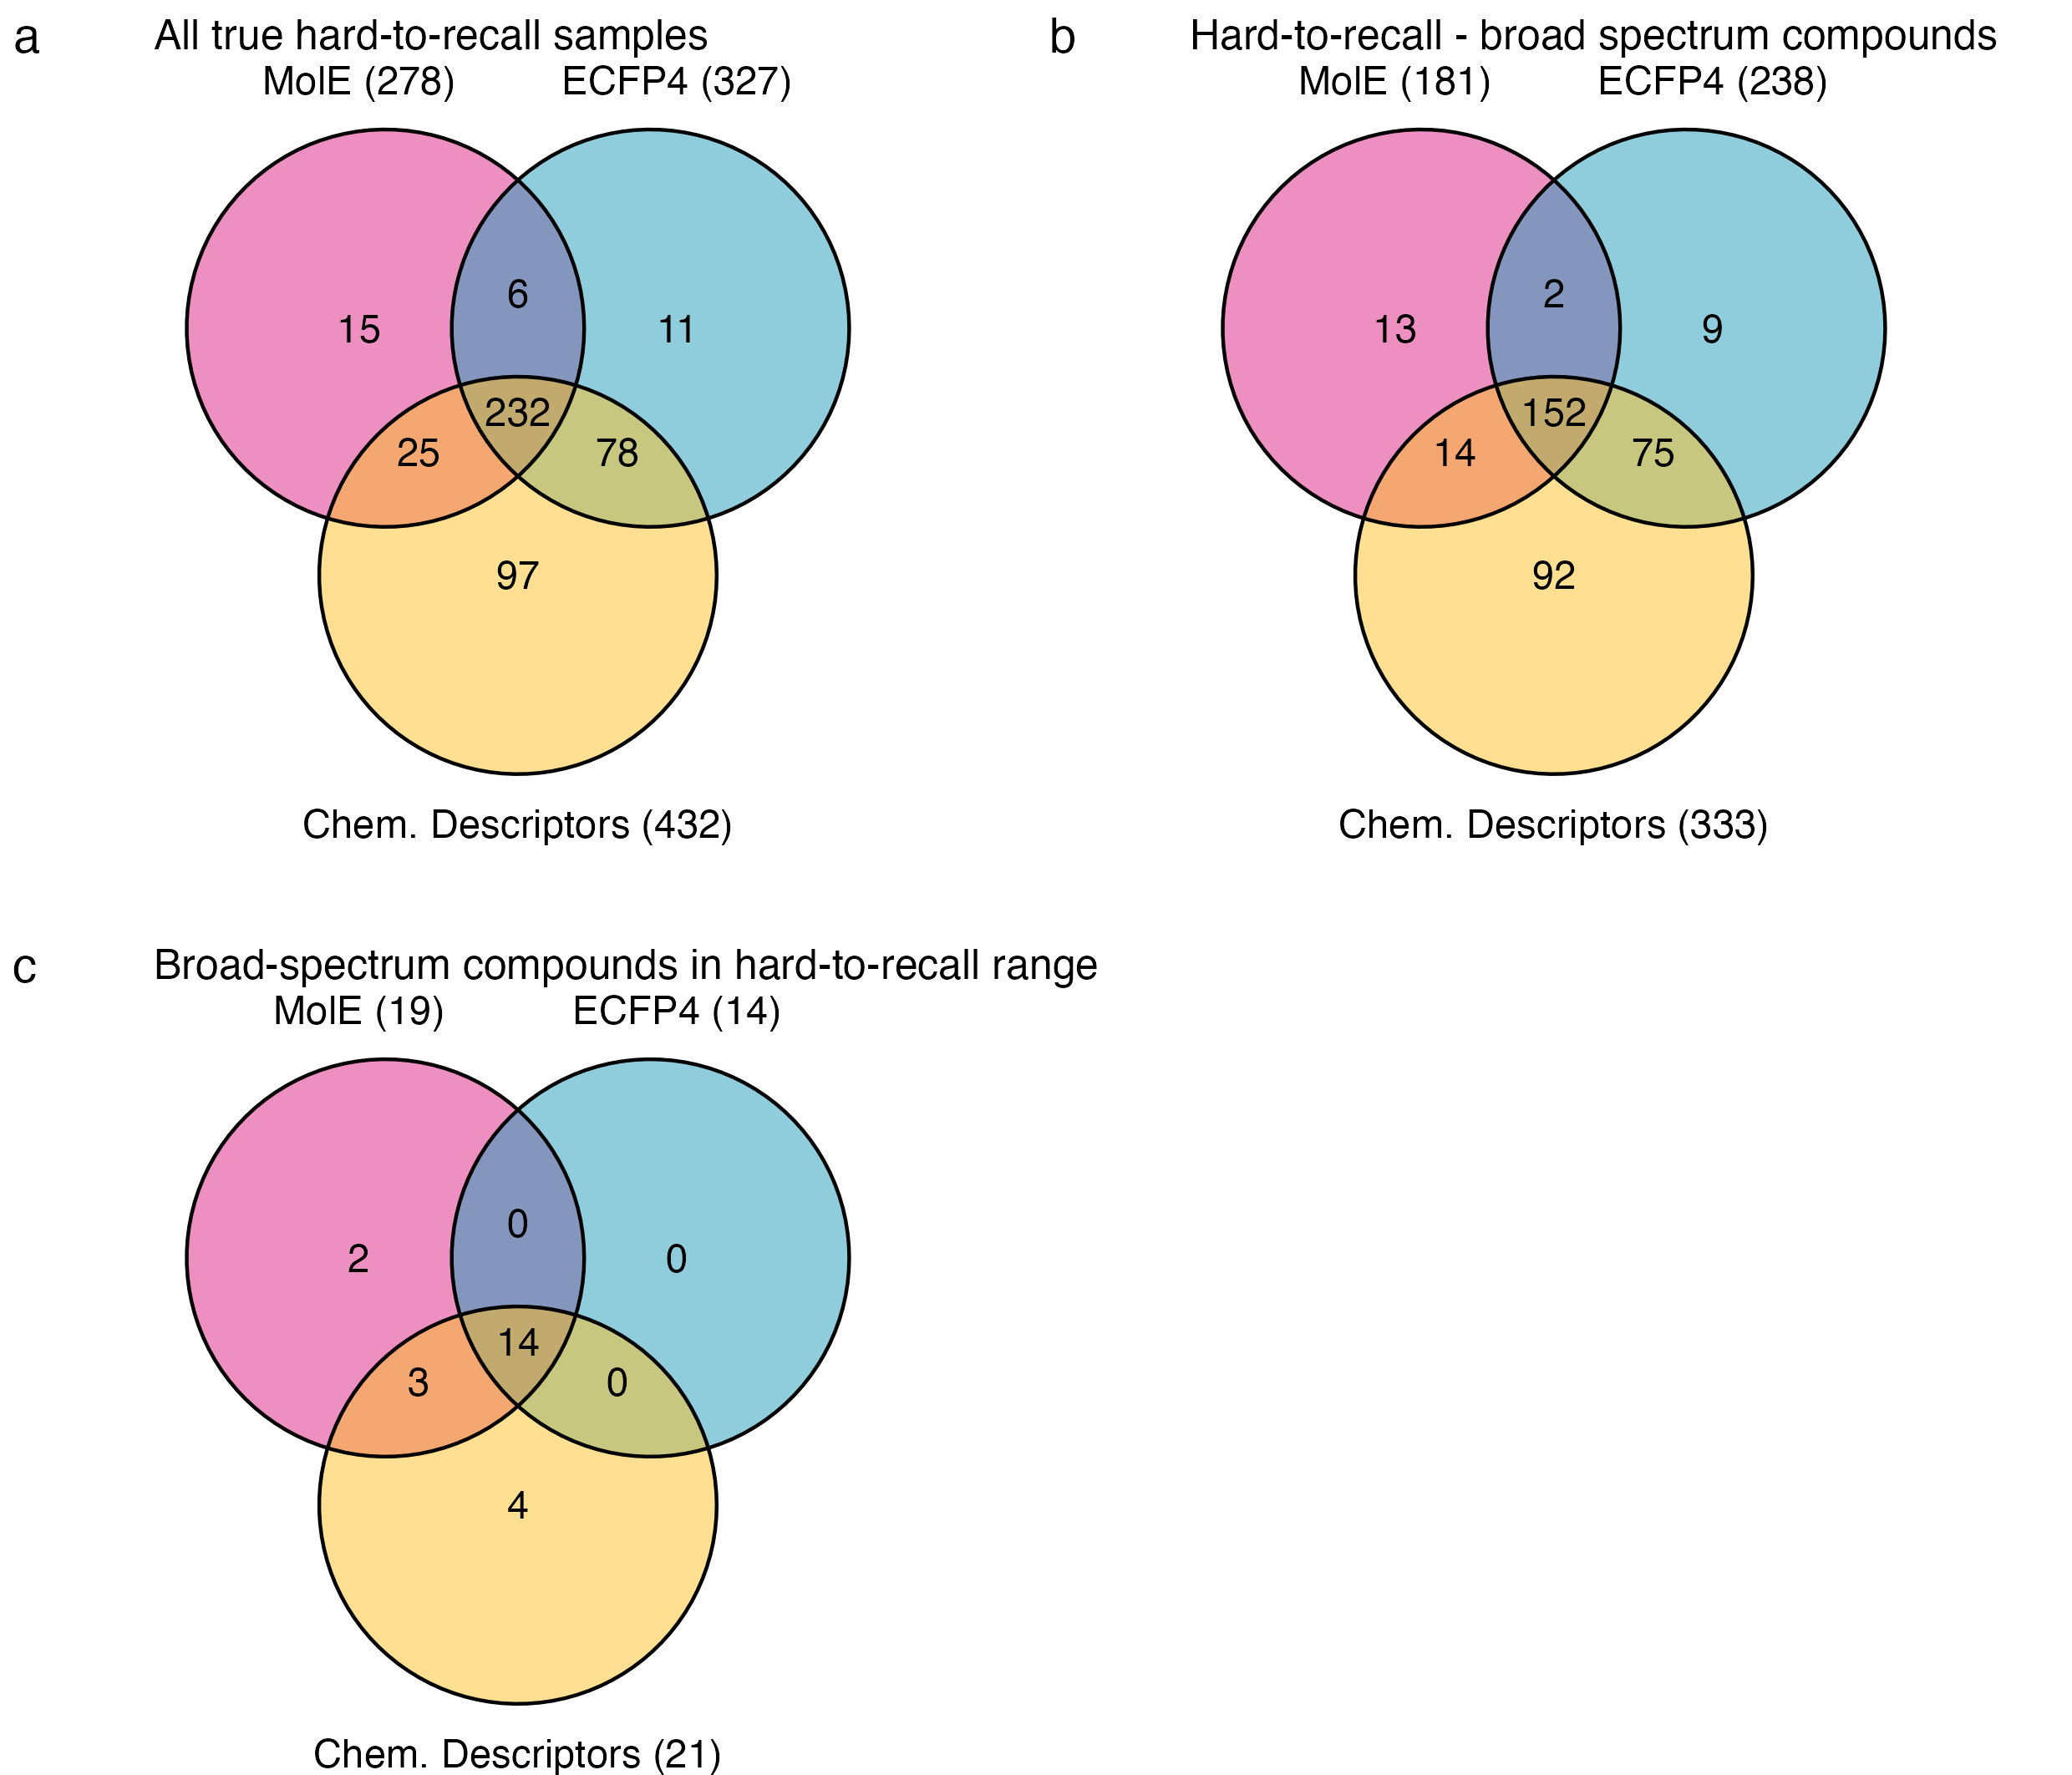 a
All true hard-to-recall samples
MolE (278)
ECFP4 (327)
15
6
11
232
25
78
97
Chem. Descriptors (432)
b
Hard-to-recall - broad spectrum compounds
MolE (181)
ECFP4 (238)
13
2
9
152
14
75
92
Chem. Descriptors (333)
c
Broad-spectrum compounds in hard-to-recall range
MolE (19)
ECFP4 (14)
2
0
0
14
3
0
4
Chem. Descriptors (21)